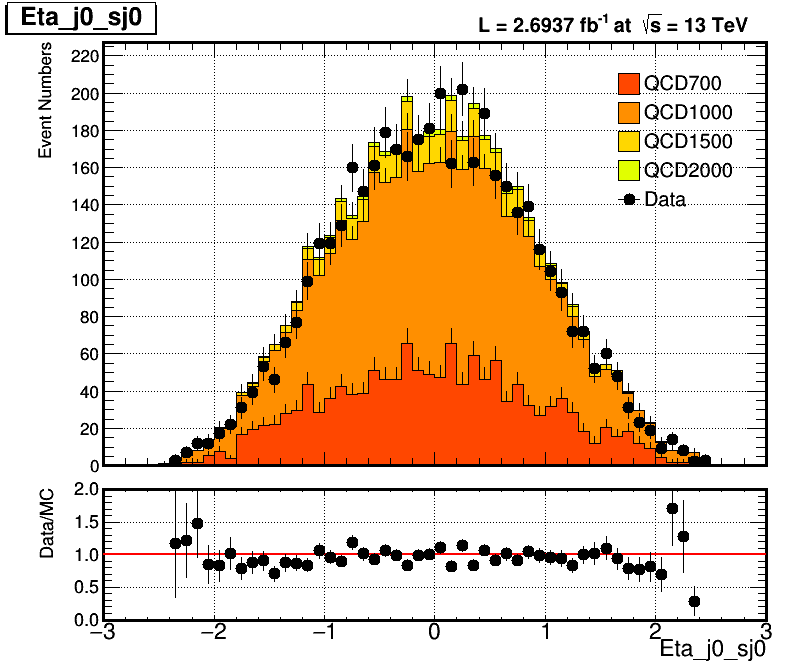 Eta_j0_sj0
L = 2.6937 fb⁻¹ at √s = 13 TeV
Event Numbers
220
200
180
160
140
120
100
80
60
40
20
0
QCD700
QCD1000
QCD1500
QCD2000
Data
Data/MC
2.0
1.5
1.0
0.5
0.0
−3 −2 −1 0 1 2 3
Eta_j0_sj0